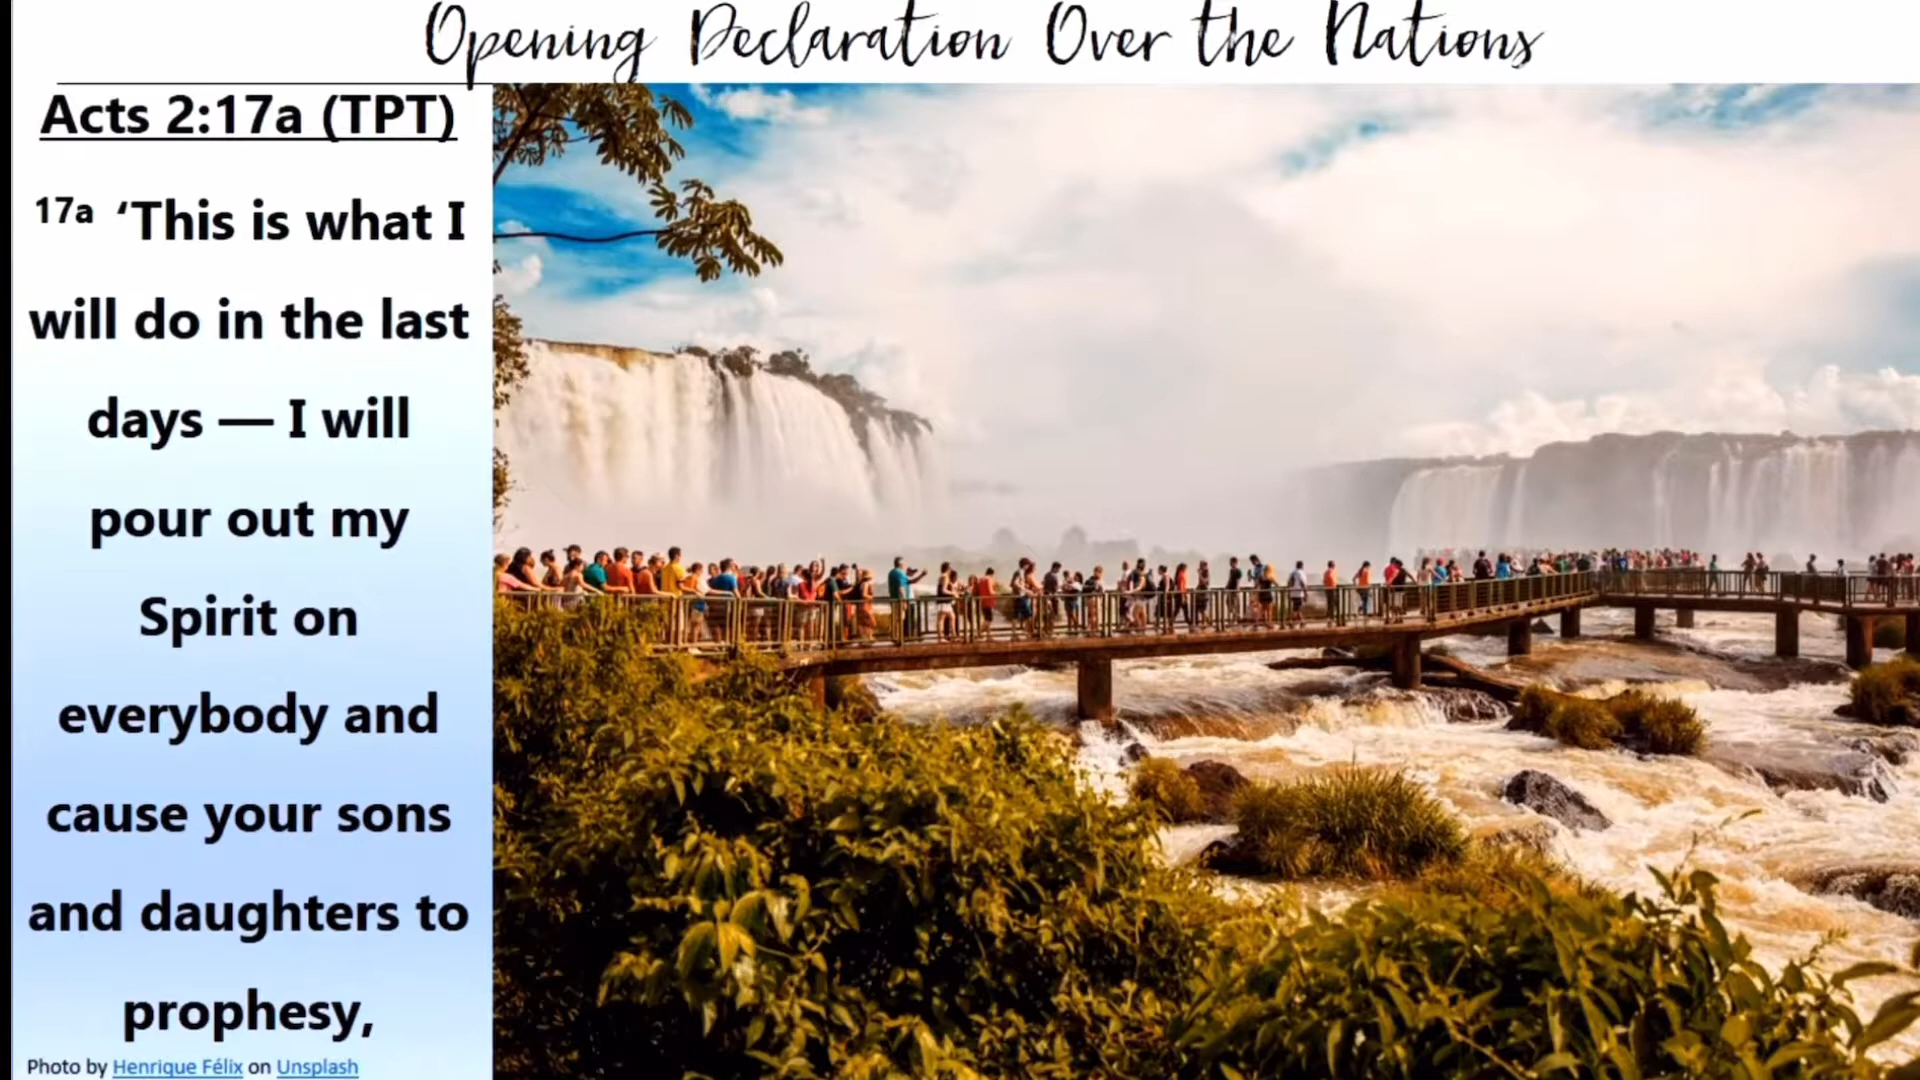 Opening Declaration Over the Nations
Acts 2:17a (TPT)
17a ‘This is what I
will do in the last
days — I will
pour out my
Spirit on
everybody and
cause your sons
and daughters to
prophesy,
Photo by Henrique Félix on Unsplash